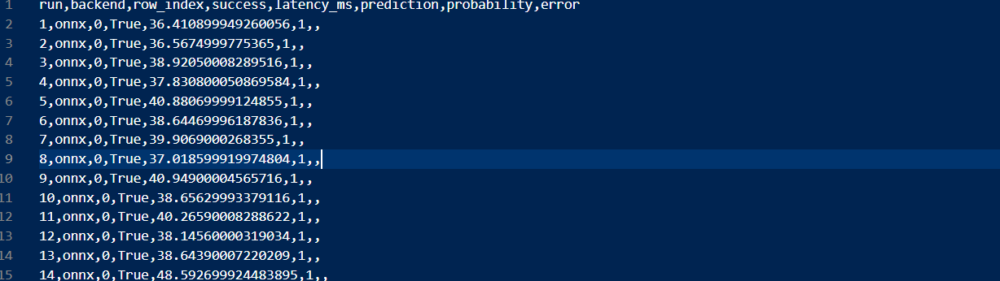 1 run,backend,row_index,success,latency_ms,prediction,probability,error
2 1,onnx,0,True,36.410899949260056,1,,
3 2,onnx,0,True,36.5674999775365,1,,
4 3,onnx,0,True,38.92050008289516,1,,
5 4,onnx,0,True,37.830800050869584,1,,
6 5,onnx,0,True,40.88069999124855,1,,
7 6,onnx,0,True,38.64469996187836,1,,
8 7,onnx,0,True,39.9069000268355,1,,
9 8,onnx,0,True,37.018599919974804,1,,
10 9,onnx,0,True,40.94900004565716,1,,
11 10,onnx,0,True,38.65629993379116,1,,
12 11,onnx,0,True,40.26590008288622,1,,
13 12,onnx,0,True,38.14560000319034,1,,
14 13,onnx,0,True,38.64390007220209,1,,
15 14,onnx,0,True,48.592699924483895,1,,